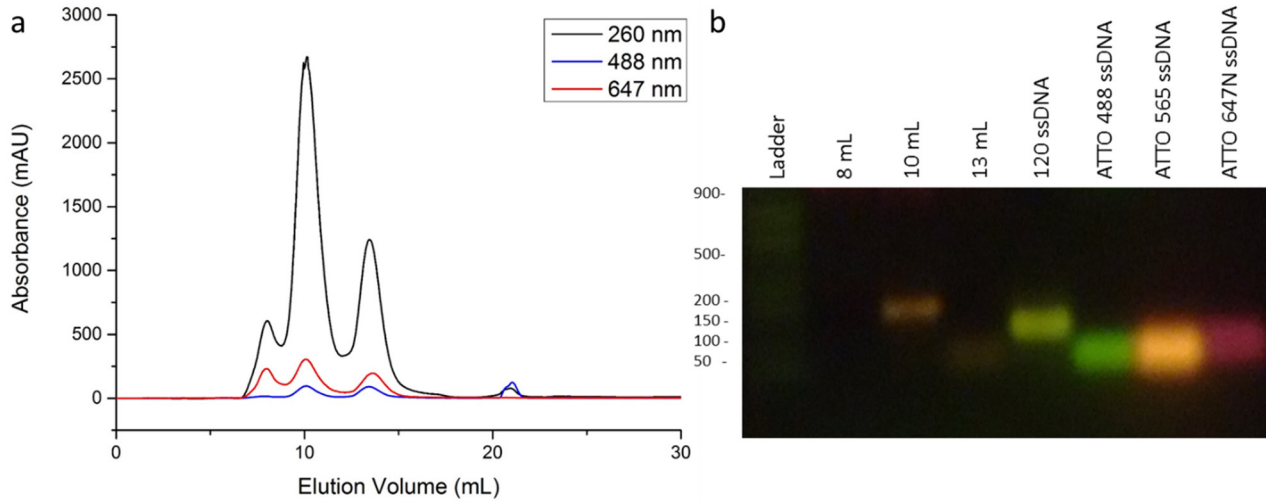 a
3000
2500
2000
1500
1000
500
0
0
10
20
30
Absorbance (mAU)
Elution Volume (mL)
260 nm
488 nm
647 nm
b
Ladder
8 mL
10 mL
13 mL
120 ssDNA
ATTO 488 ssDNA
ATTO 565 ssDNA
ATTO 647N ssDNA
900-
500-
200 -
150 -
100 -
50 -